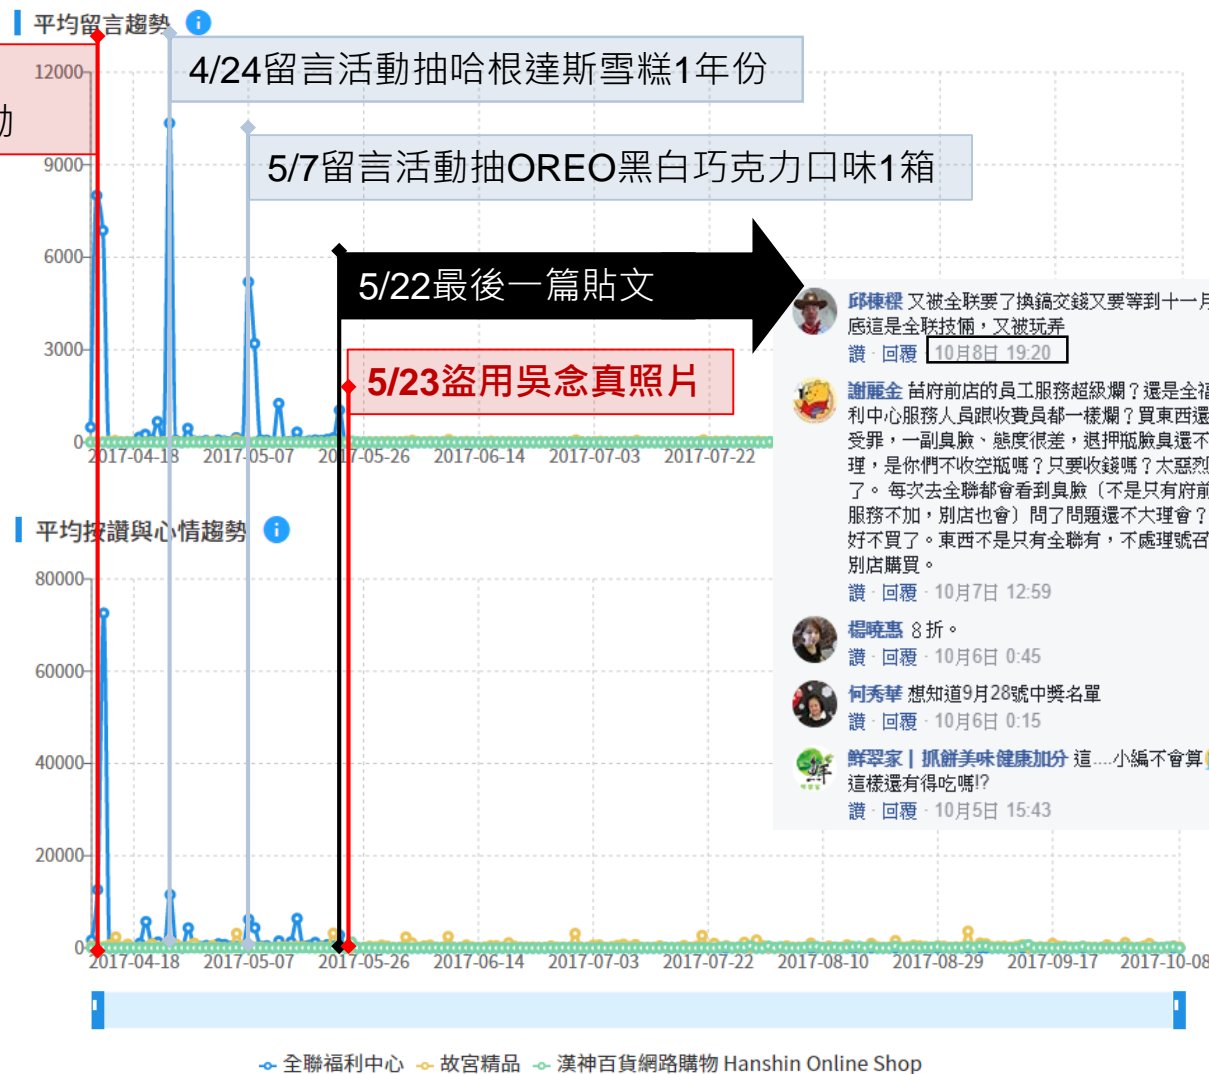 平均留言趨勢
動
4/24留言活動抽哈根達斯雪糕1年份
5/7留言活動抽OREO黑白巧克力口味1箱
5/22最後一篇貼文
5/23盜用吳念真照片
12000
9000
6000
3000
0
2017-04-18 2017-05-07 2017-05-26 2017-06-14 2017-07-03 2017-07-22
邱棟樑 又被全联耍了換鍋交錢又要等到十一月
底這是全联技倆，又被玩弄
讚 · 回覆 · 10月8日 19:20
謝麗金 苗府前店的員工服務超級爛？還是全福
利中心服務人員跟收費員都一樣爛？買東西還
受罪，一副臭臉、態度很差，退押瓶臉臭還不
理，是你們不收空瓶嗎？只要收錢嗎？太惡烈
了。每次去全聯都會看到臭臉（不是只有府前
服務不加，別店也會）問了問題還不大理會？
好不買了。東西不是只有全聯有，不處理號召
別店購買。
讚 · 回覆 · 10月7日 12:59
楊曉惠 8折。
讚 · 回覆 · 10月6日 0:45
何秀華 想知道9月28號中獎名單
讚 · 回覆 · 10月6日 0:15
鮮翠家 | 抓餅美味健康加分 這....小編不會算
這樣還有得吃嗎!?
讚 · 回覆 · 10月5日 15:43
平均按讚與心情趨勢
80000
60000
40000
20000
0
2017-04-18 2017-05-07 2017-05-26 2017-06-14 2017-07-03 2017-07-22 2017-08-10 2017-08-29 2017-09-17 2017-10-08
全聯福利中心 故宮精品 漢神百貨網路購物 Hanshin Online Shop